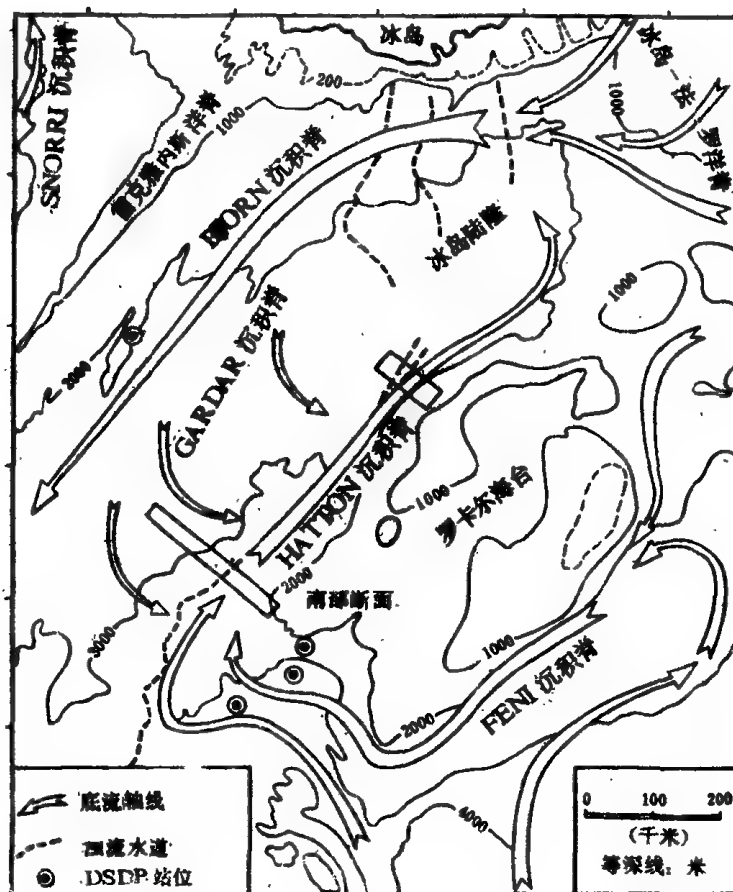 冰岛
200
1000
冰岛—法
罗洋脊
SNORRI 沉积脊
雷克雅内斯洋脊
1000
BJORN 沉积脊
冰岛陆隆
1000
2000
GARDAR 沉积脊
HATTON 沉积脊
1000
罗卡尔海台
2000
南部断面
3000
1000
2000
FENI 沉积脊
4000
底流轴线
水道
DSDP 站位
0 100 200
(千米)
等深线：米